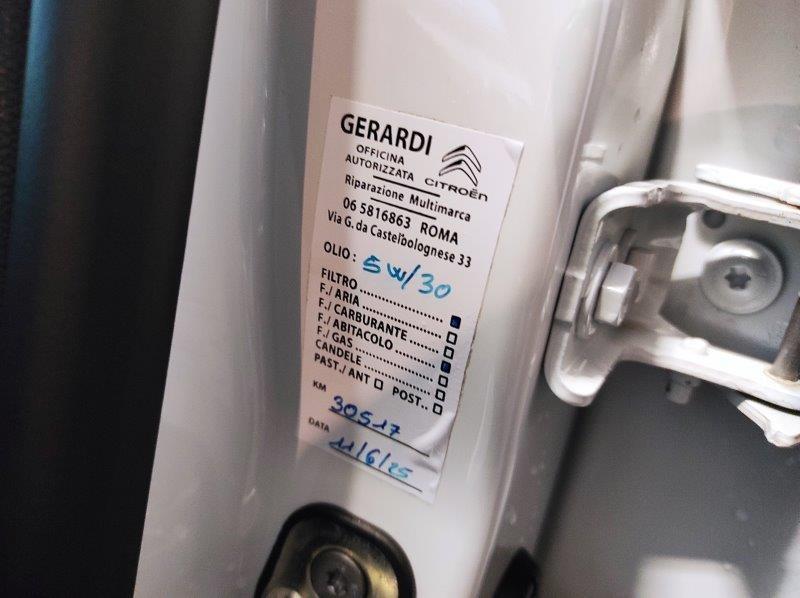 GERARDI
OFFICINA
AUTORIZZATA
CITROËN
Riparazione Multimarca
06 5816863 ROMA
Via G. da Castelbolognese 33
OLIO: 5W/30
FILTRO ..................... ■
F./ ARIA ..................... □
F./ CARBURANTE ........ □
F./ ABITACOLO ........... ■
F./ GAS ..................... □
CANDELE .................. □
PAST./ ANT □ POST.. □
KM 30517
DATA 11/6/25